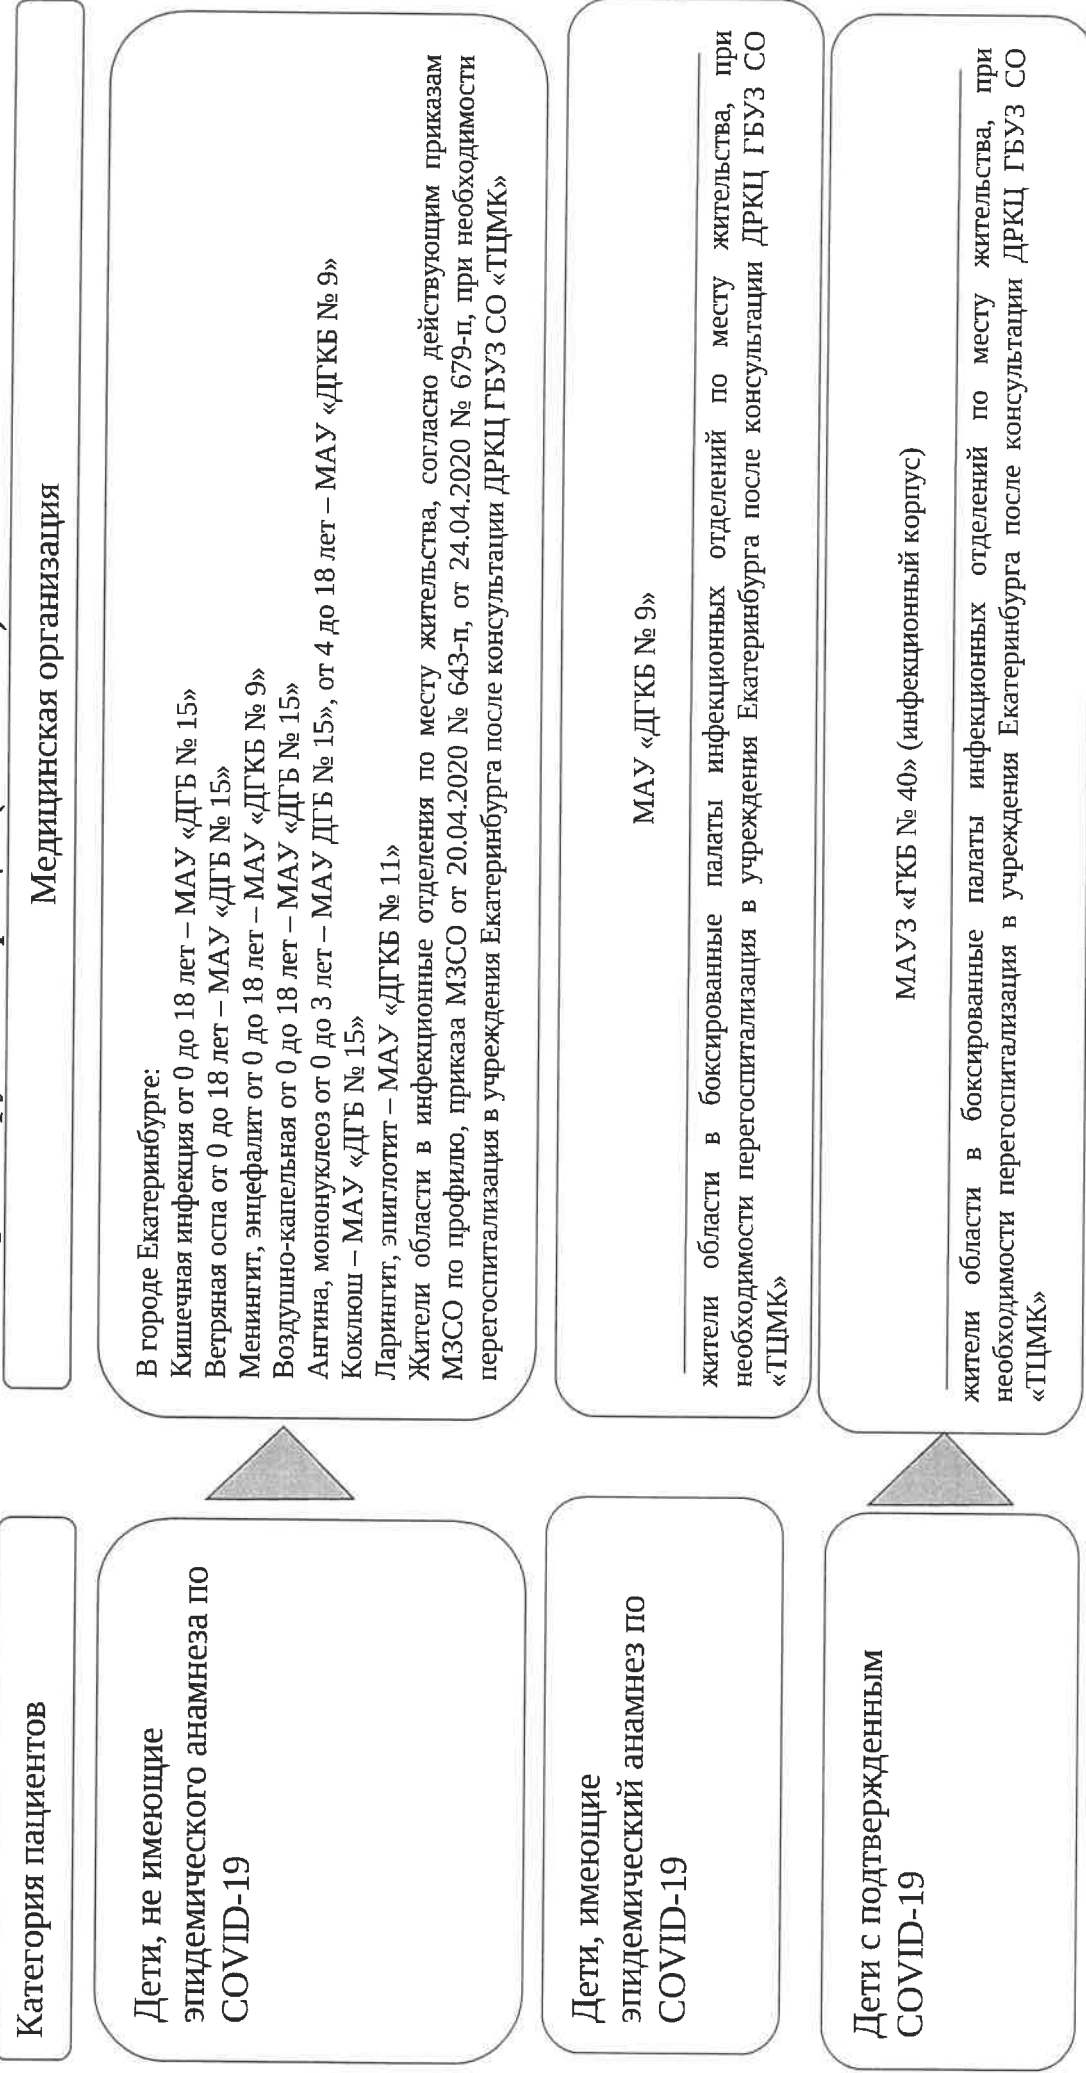 Категория пациентов
Медицинская организация
Дети, не имеющие
эпидемического анамнеза по
COVID-19
В городе Екатеринбурге:
Кишечная инфекция от 0 до 18 лет – МАУ «ДГБ № 15»
Ветряная оспа от 0 до 18 лет – МАУ «ДГБ № 15»
Менингит, энцефалит от 0 до 18 лет – МАУ «ДГКБ № 9»
Воздушно-капельная от 0 до 18 лет – МАУ «ДГБ № 15»
Ангина, мононуклеоз от 0 до 3 лет – МАУ ДГБ № 15», от 4 до 18 лет – МАУ «ДГКБ № 9»
Коклюш – МАУ «ДГБ № 15»
Ларингит, эпиглотит – МАУ «ДГКБ № 11»
Жители области в инфекционные отделения по месту жительства, согласно действующим приказам
МЗСО по профилю, приказа МЗСО от 20.04.2020 № 643-п, от 24.04.2020 № 679-п, при необходимости
перегоспитализация в учреждения Екатеринбурга после консультации ДРКЦ ГБУЗ СО «ТЦМК»
Дети, имеющие
эпидемический анамнез по
COVID-19
МАУ «ДГКБ № 9»
жители области в боксированные палаты инфекционных отделений по месту жительства, при
необходимости перегоспитализация в учреждения Екатеринбурга после консультации ДРКЦ ГБУЗ СО
«ТЦМК»
Дети с подтвержденным
COVID-19
МАУЗ «ГКБ № 40» (инфекционный корпус)
жители области в боксированные палаты инфекционных отделений по месту жительства, при
необходимости перегоспитализация в учреждения Екатеринбурга после консультации ДРКЦ ГБУЗ СО
«ТЦМК»